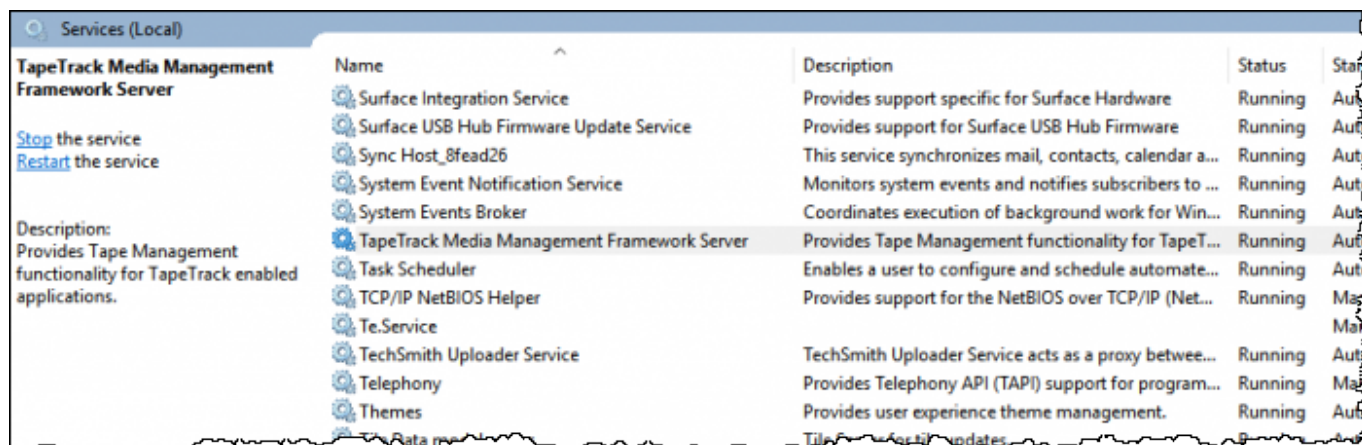 Services (Local)
TapeTrack Media Management
Framework Server
Stop the service
Restart the service
Description:
Provides Tape Management
functionality for TapeTrack enabled
applications.
Name Description Status
Surface Integration Service Provides support specific for Surface Hardware Running
Surface USB Hub Firmware Update Service Provides support for Surface USB Hub Firmware Running
Sync Host_8fead26 This service synchronizes mail, contacts, calendar a... Running
System Event Notification Service Monitors system events and notifies subscribers to ... Running
System Events Broker Coordinates execution of background work for Win... Running
TapeTrack Media Management Framework Server Provides Tape Management functionality for TapeT... Running
Task Scheduler Enables a user to configure and schedule automate... Running
TCP/IP NetBIOS Helper Provides support for the NetBIOS over TCP/IP (Net... Running
Te.Service
TechSmith Uploader Service TechSmith Uploader Service acts as a proxy betwee... Running
Telephony Provides Telephony API (TAPI) support for program... Running
Themes Provides user experience theme management. Running